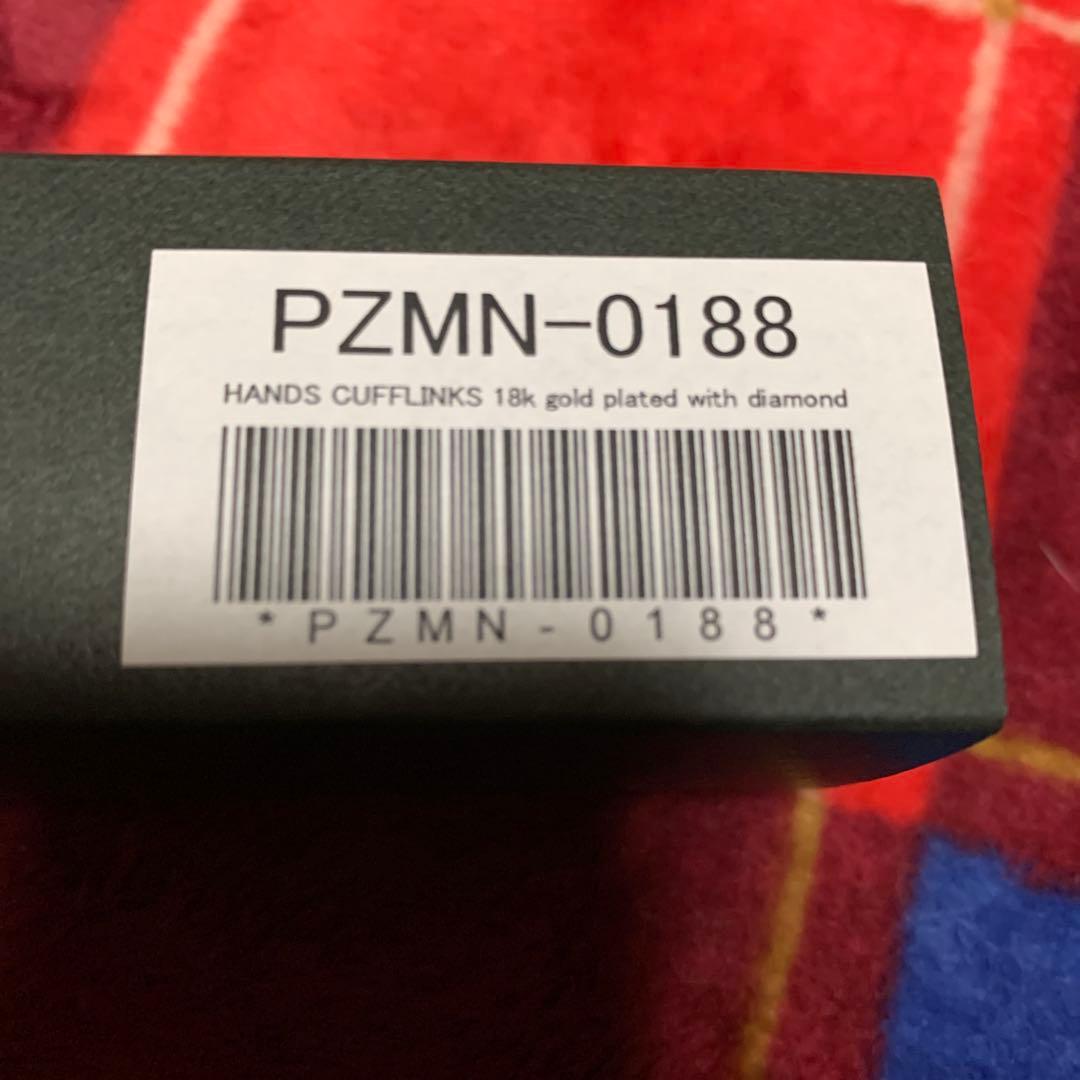 PZMN-0188
HANDS CUFFLINKS 18k gold plated with diamond
*PZMN-0188*